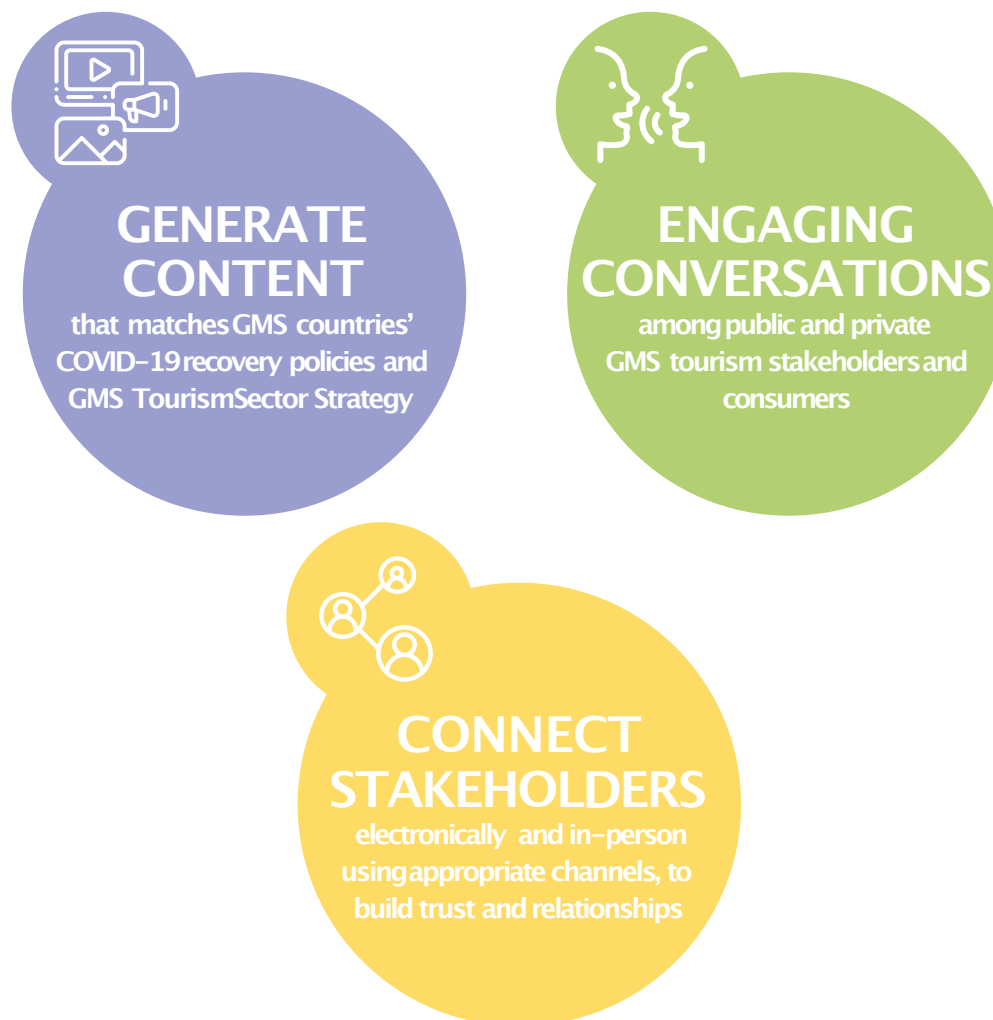 GENERATE
CONTENT
that matches GMS countries'
COVID-19 recovery policies and
GMS TourismSector Strategy
ENGAGING
CONVERSATIONS
among public and private
GMS tourism stakeholders and
consumers
CONNECT
STAKEHOLDERS
electronically and in-person
using appropriate channels, to
build trust and relationships